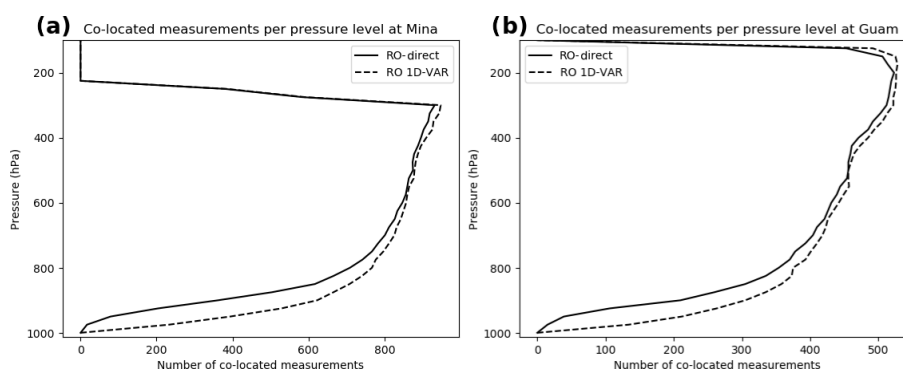 (a) Co-located measurements per pressure level at Mina
RO-direct
RO 1D-VAR
200
400
600
800
1000
Pressure (hPa)
0 200 400 600 800
Number of co-located measurements
(b) Co-located measurements per pressure level at Guam
RO-direct
RO 1D-VAR
200
400
600
800
1000
Pressure (hPa)
0 100 200 300 400 500
Number of co-located measurements